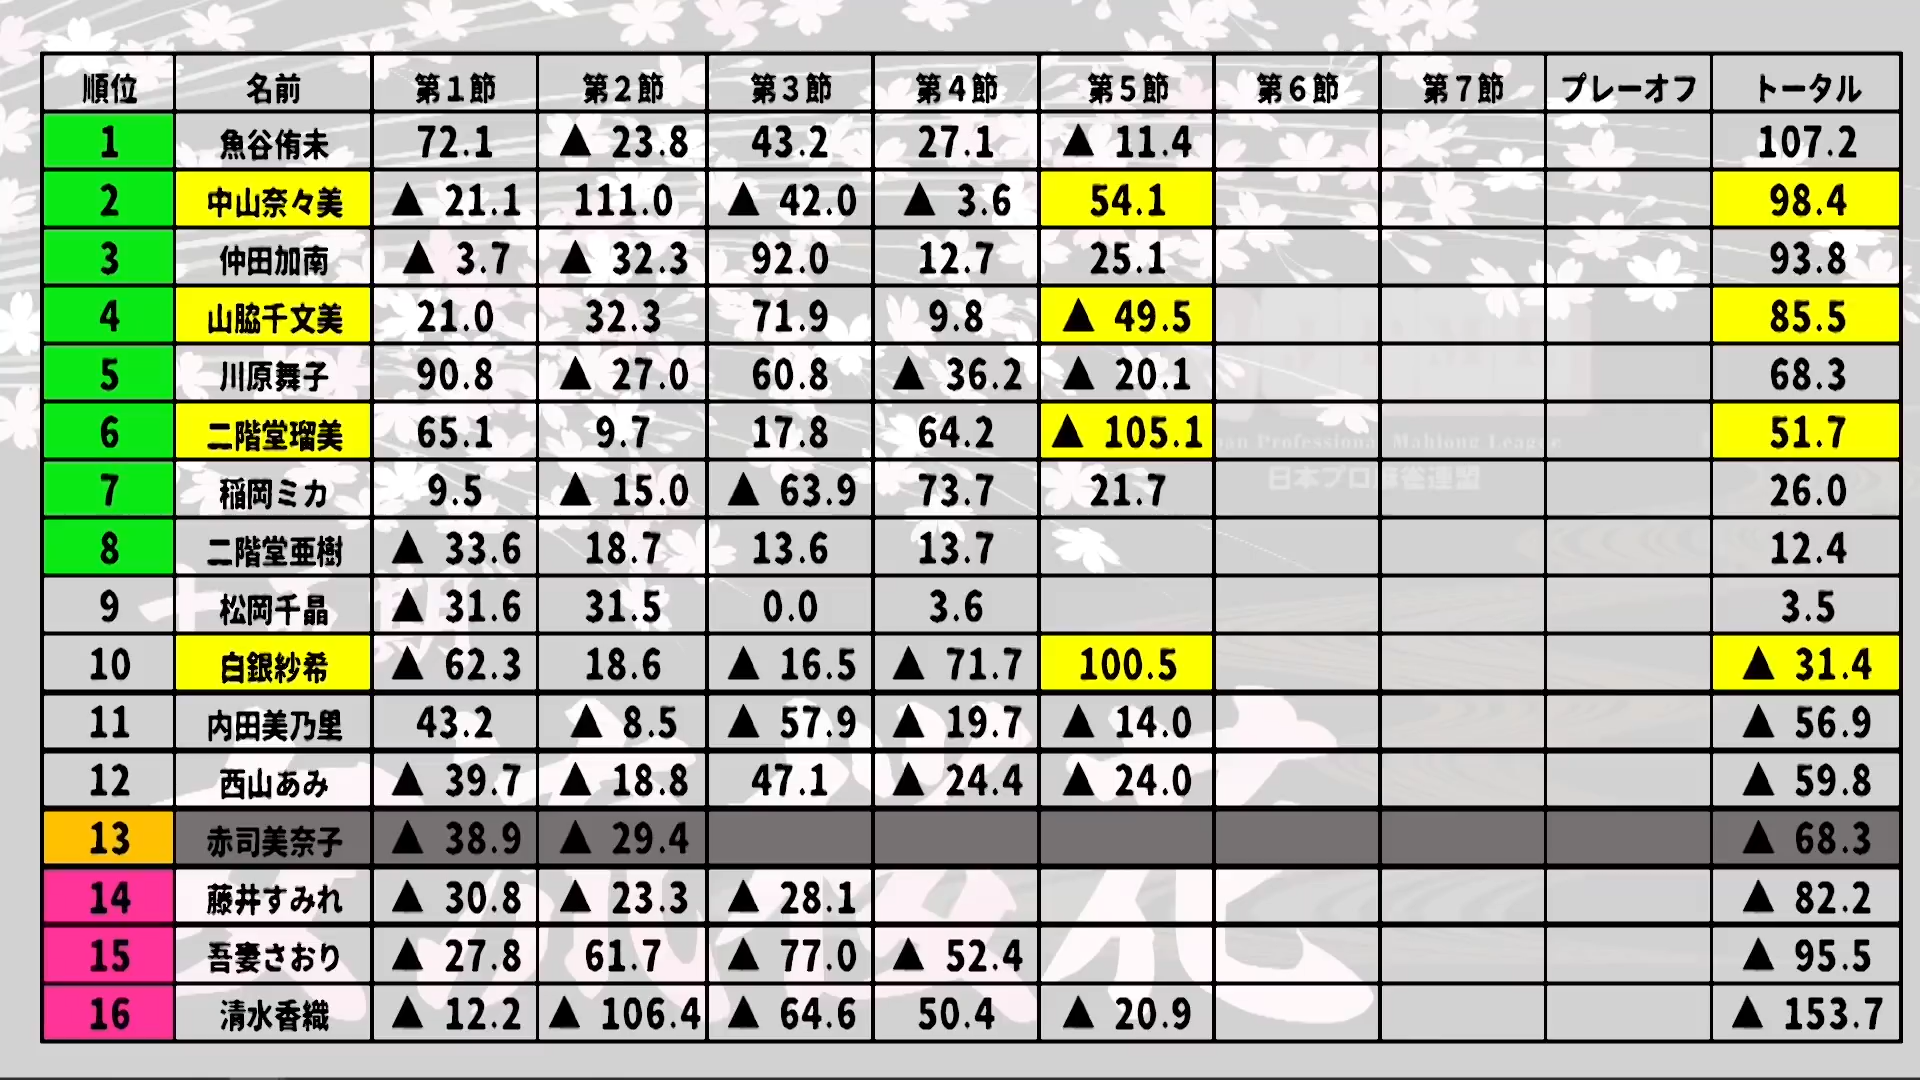 順位 名前 第1節 第2節 第3節 第4節 第5節 第6節 第7節 プレーオフ トータル
1 魚谷侑未 72.1 ▲ 23.8 43.2 27.1 ▲ 11.4 107.2
2 中山奈々美 ▲ 21.1 111.0 ▲ 42.0 ▲ 3.6 54.1 98.4
3 仲田加南 ▲ 3.7 ▲ 32.3 92.0 12.7 25.1 93.8
4 山脇千文美 21.0 32.3 71.9 9.8 ▲ 49.5 85.5
5 川原舞子 90.8 ▲ 27.0 60.8 ▲ 36.2 ▲ 20.1 68.3
6 二階堂瑠美 65.1 9.7 17.8 64.2 ▲ 105.1 51.7
Japan Professional Mahjong League
7 稲岡ミカ 9.5 ▲ 15.0 ▲ 63.9 73.7 21.7 26.0
日本プロ麻雀連盟
8 二階堂亜樹 ▲ 33.6 18.7 13.6 13.7 12.4
9 松岡千晶 ▲ 31.6 31.5 0.0 3.6 3.5
10 白銀紗希 ▲ 62.3 18.6 ▲ 16.5 ▲ 71.7 100.5 ▲ 31.4
11 内田美乃里 43.2 ▲ 8.5 ▲ 57.9 ▲ 19.7 ▲ 14.0 ▲ 56.9
12 西山あみ ▲ 39.7 ▲ 18.8 47.1 ▲ 24.4 ▲ 24.0 ▲ 59.8
13 赤司美奈子 ▲ 38.9 ▲ 29.4 ▲ 68.3
14 藤井すみれ ▲ 30.8 ▲ 23.3 ▲ 28.1 ▲ 82.2
15 吾妻さおり ▲ 27.8 61.7 ▲ 77.0 ▲ 52.4 ▲ 95.5
16 清水香織 ▲ 12.2 ▲ 106.4 ▲ 64.6 50.4 ▲ 20.9 ▲ 153.7